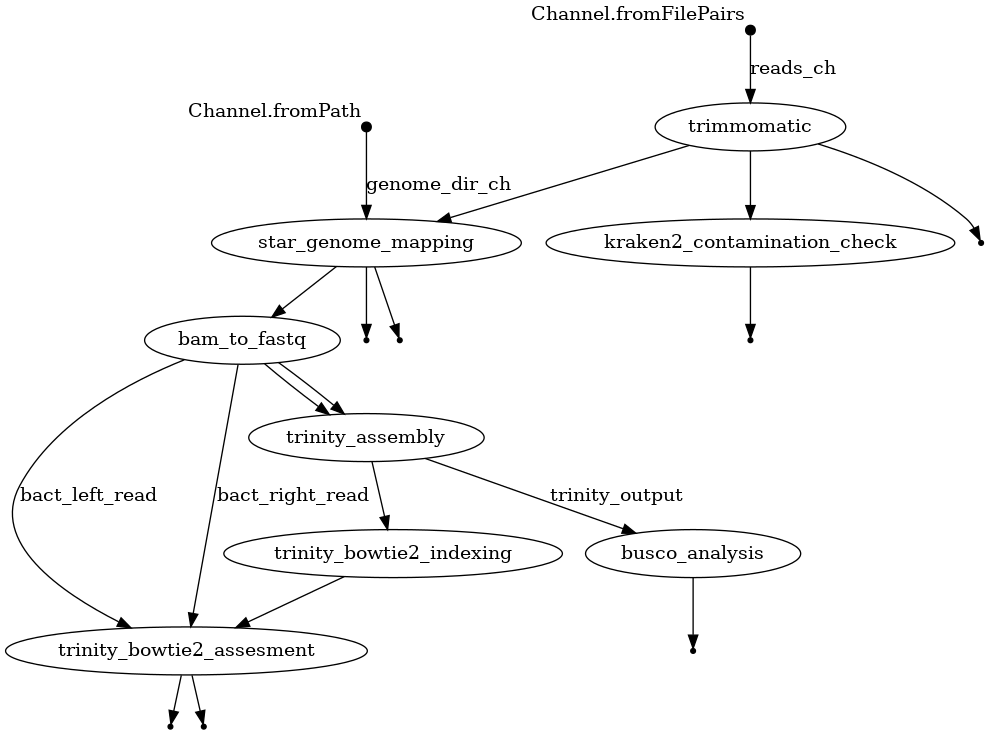 Channel.fromFilePairs
reads_ch
Channel.fromPath
trimmomatic
genome_dir_ch
star_genome_mapping
kraken2_contamination_check
bam_to_fastq
trinity_assembly
bact_left_read
bact_right_read
trinity_output
trinity_bowtie2_indexing
busco_analysis
trinity_bowtie2_assesment